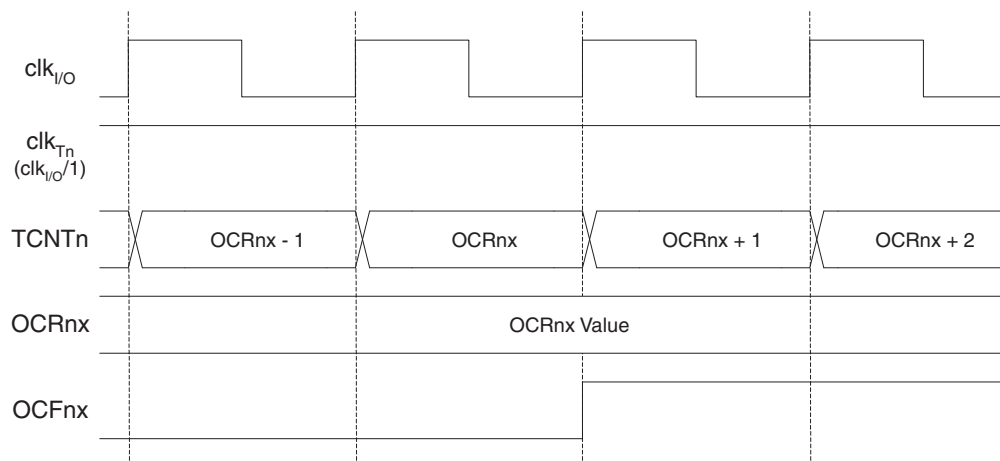 clkI/O
clkTn
(clkI/O/1)
TCNTn
OCRnx - 1
OCRnx
OCRnx + 1
OCRnx + 2
OCRnx
OCRnx Value
OCFnx